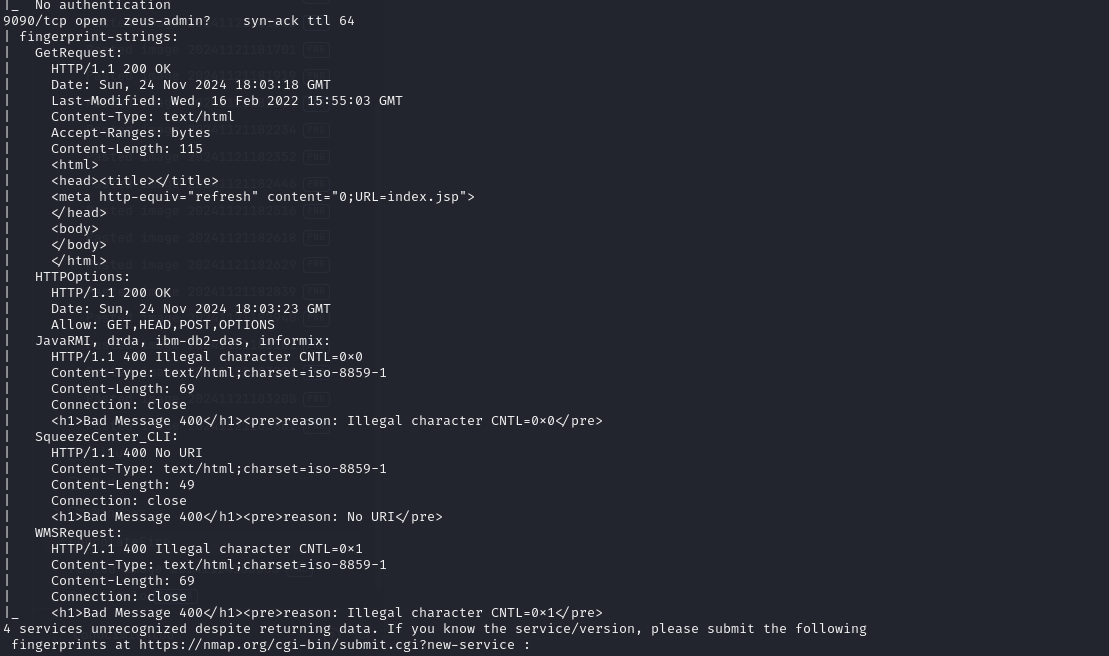 |_  No authentication
9090/tcp open  zeus-admin?    syn-ack ttl 64
| fingerprint-strings:
|   GetRequest:
|     HTTP/1.1 200 OK
|     Date: Sun, 24 Nov 2024 18:03:18 GMT
|     Last-Modified: Wed, 16 Feb 2022 15:55:03 GMT
|     Content-Type: text/html
|     Accept-Ranges: bytes
|     Content-Length: 115
|     <html>
|     <head><title></title>
|     <meta http-equiv="refresh" content="0;URL=index.jsp">
|     </head>
|     <body>
|     </body>
|     </html>
|   HTTPOptions:
|     HTTP/1.1 200 OK
|     Date: Sun, 24 Nov 2024 18:03:23 GMT
|     Allow: GET,HEAD,POST,OPTIONS
|   JavaRMI, drda, ibm-db2-das, informix:
|     HTTP/1.1 400 Illegal character CNTL=0x0
|     Content-Type: text/html;charset=iso-8859-1
|     Content-Length: 69
|     Connection: close
|     <h1>Bad Message 400</h1><pre>reason: Illegal character CNTL=0x0</pre>
|   SqueezeCenter_CLI:
|     HTTP/1.1 400 No URI
|     Content-Type: text/html;charset=iso-8859-1
|     Content-Length: 49
|     Connection: close
|     <h1>Bad Message 400</h1><pre>reason: No URI</pre>
|   WMSRequest:
|     HTTP/1.1 400 Illegal character CNTL=0x1
|     Content-Type: text/html;charset=iso-8859-1
|     Content-Length: 69
|     Connection: close
|_    <h1>Bad Message 400</h1><pre>reason: Illegal character CNTL=0x1</pre>
4 services unrecognized despite returning data. If you know the service/version, please submit the following
 fingerprints at https://nmap.org/cgi-bin/submit.cgi?new-service :